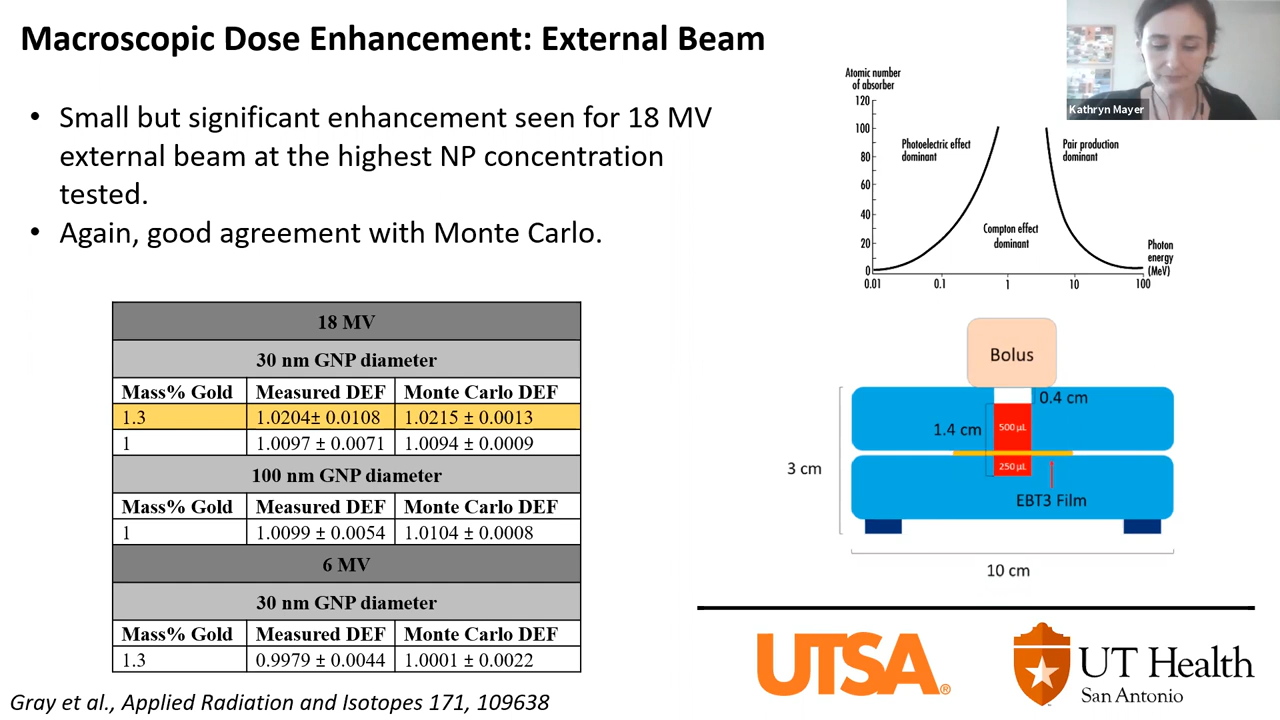 Macroscopic Dose Enhancement: External Beam
• Small but significant enhancement seen for 18 MV
external beam at the highest NP concentration
tested.
• Again, good agreement with Monte Carlo.
18 MV
30 nm GNP diameter
Mass% Gold Measured DEF Monte Carlo DEF
1.3 1.0204± 0.0108 1.0215 ± 0.0013
1 1.0097 ± 0.0071 1.0094 ± 0.0009
100 nm GNP diameter
Mass% Gold Measured DEF Monte Carlo DEF
1 1.0099 ± 0.0054 1.0104 ± 0.0008
6 MV
30 nm GNP diameter
Mass% Gold Measured DEF Monte Carlo DEF
1.3 0.9979 ± 0.0044 1.0001 ± 0.0022
Gray et al., Applied Radiation and Isotopes 171, 109638
Kathryn Mayer
Atomic number
of absorber
120
100
80
60
40
20
0
Photoelectric effect
dominant
Pair production
dominant
Compton effect
dominant
Photon
energy
(MeV)
0.01 0.1 1 10 100
Bolus
0.4 cm
1.4 cm
500 µL
250 µL
3 cm
EBT3 Film
10 cm
UTSA®
UT Health
San Antonio